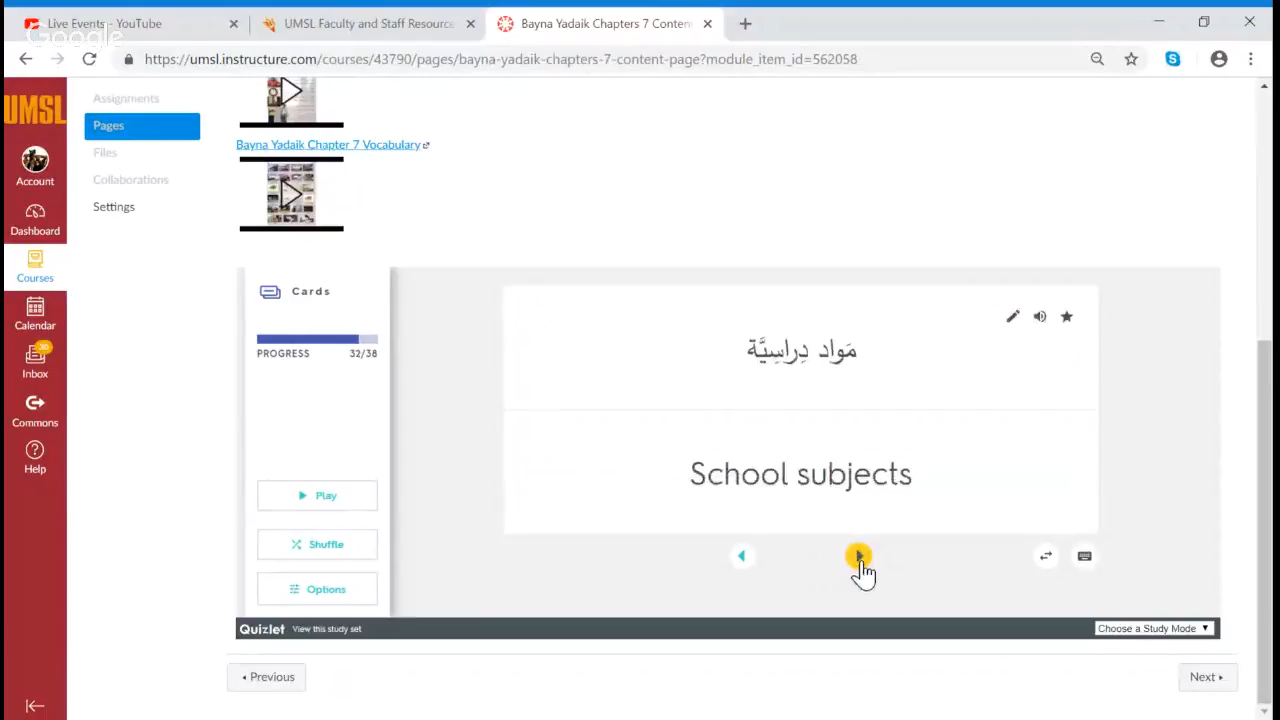 Live Events - YouTube
UMSL Faculty and Staff Resource
Bayna Yadaik Chapters 7 Conten
Google
https://umsl.instructure.com/courses/43790/pages/bayna-yadaik-chapters-7-content-page?module_item_id=562058
UMSL
Account
Dashboard
Courses
Calendar
30
Inbox
Commons
Help
Assignments
Pages
Files
Collaborations
Settings
Bayna Yadaik Chapter 7 Vocabulary
Cards
PROGRESS 32/38
Play
Shuffle
Options
مَواد دِراسِيَّة
School subjects
Quizlet View this study set
Choose a Study Mode
Previous
Next